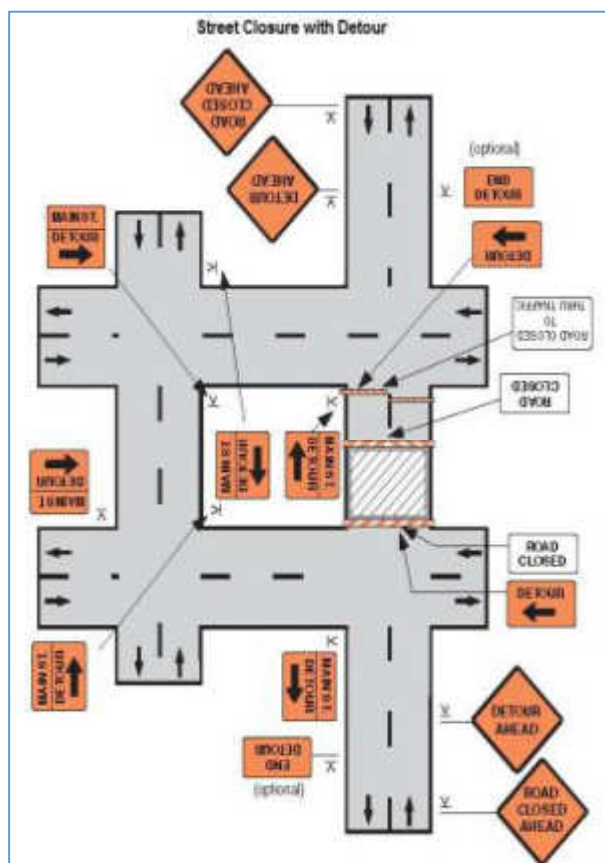 Street Closure with Detour
ROAD
CLOSED
AHEAD
DETOUR
AHEAD
(optional)
END
DETOUR
MAIN ST.
DETOUR
DETOUR
ROAD CLOSED
TO
THRU TRAFFIC
ROAD
CLOSED
MAIN ST
DETOUR
MAIN ST.
DETOUR
MAIN ST
DETOUR
ROAD
CLOSED
DETOUR
MAIN ST.
DETOUR
MAIN ST.
DETOUR
DETOUR
AHEAD
END
DETOUR
(optional)
ROAD
CLOSED
AHEAD